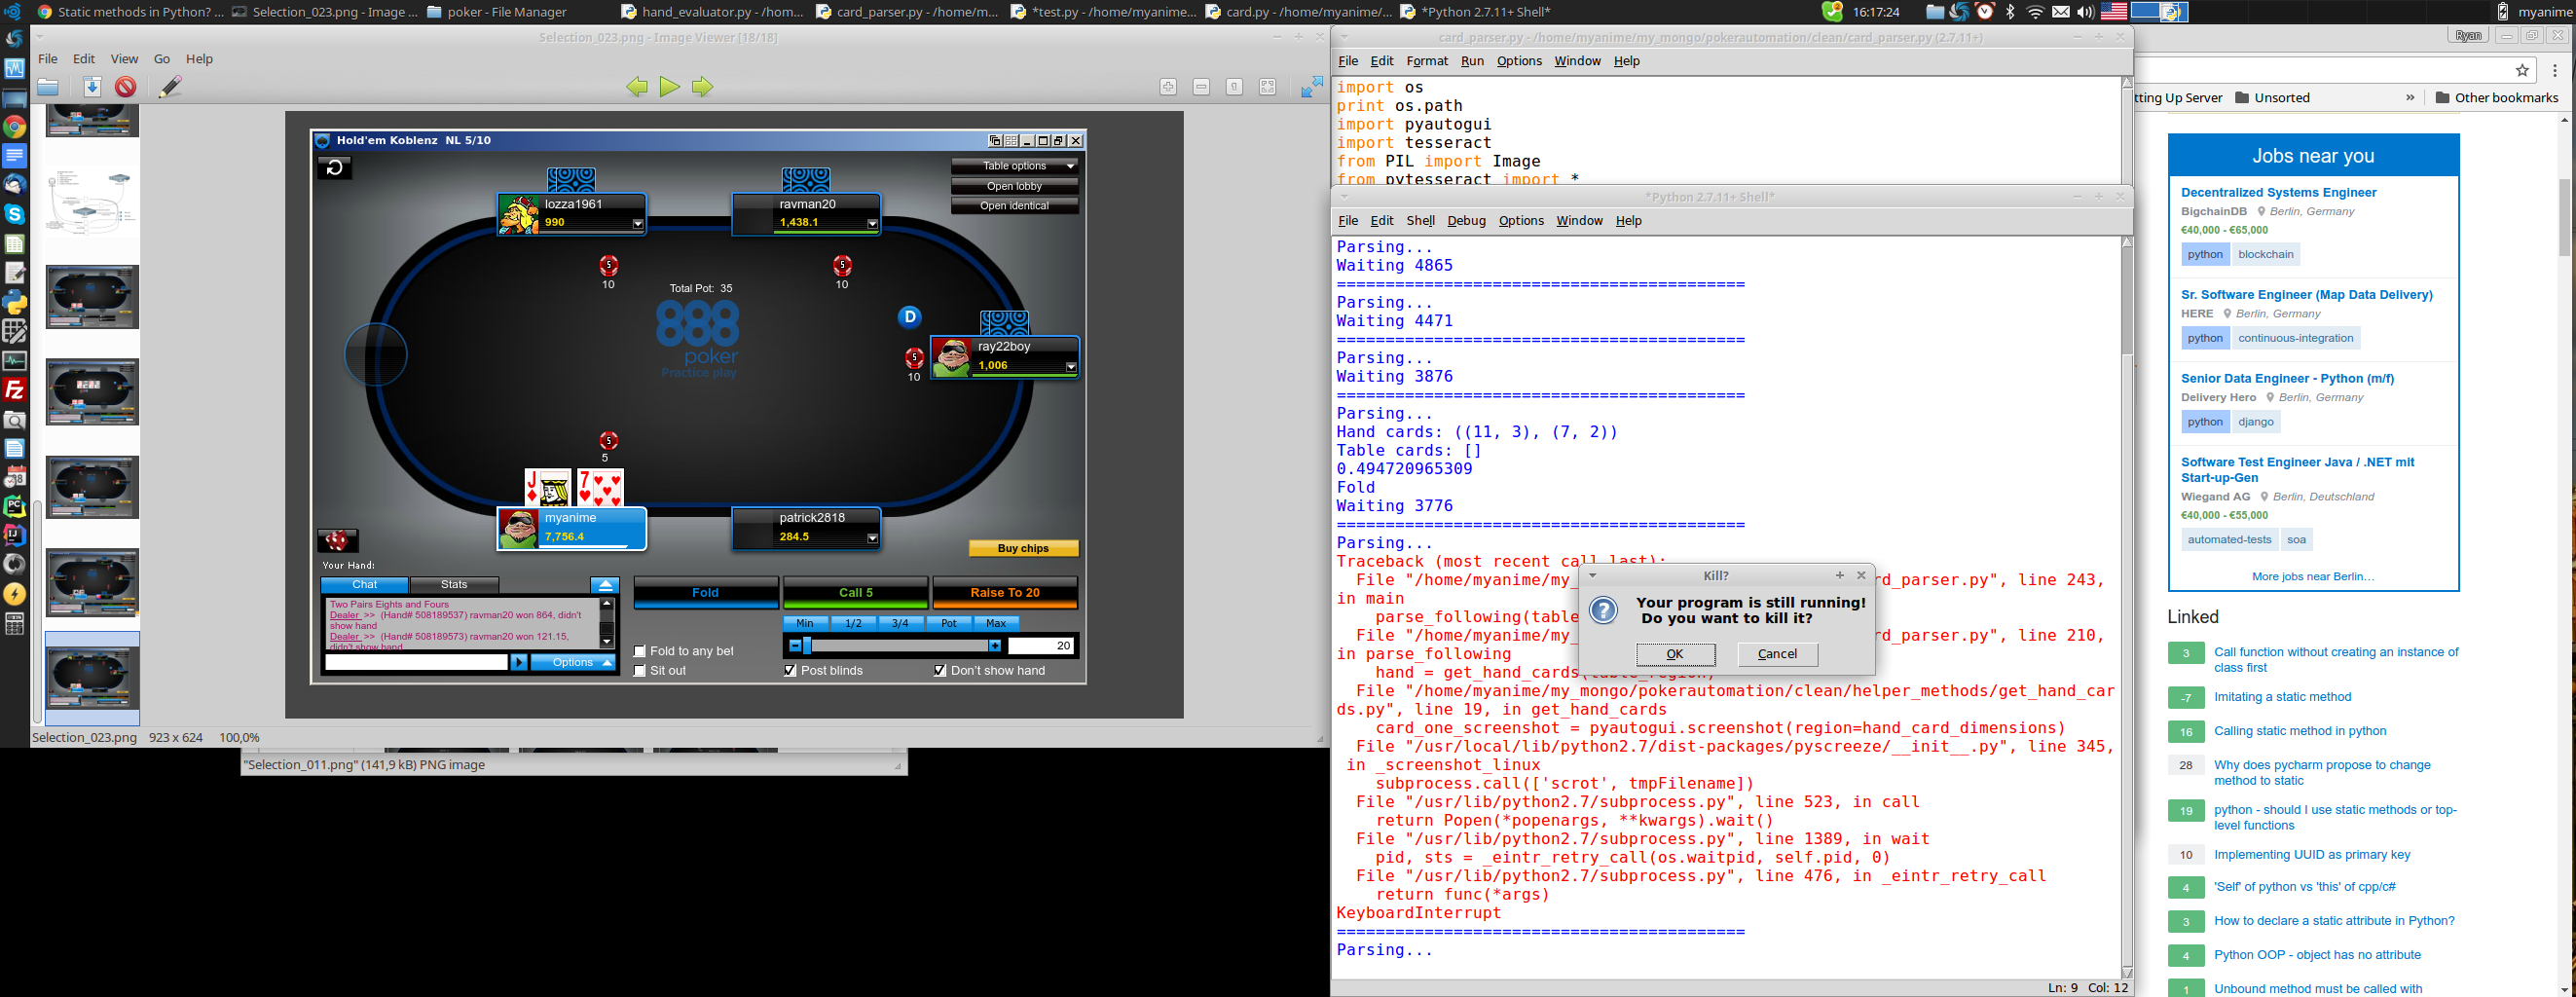 Static methods in Python? ...
Selection_023.png - Image ...
poker - File Manager
hand_evaluator.py - /hom...
card_parser.py - /home/m...
*test.py - /home/myanime...
card.py - /home/myanime/...
*Python 2.7.11+ Shell*
16:17:24
myanime
Selection_023.png - Image Viewer [18/18]
File Edit View Go Help
Hold'em Koblenz NL 5/10
Table options
Open lobby
Open identical
lozza1961
990
ravman20
1,438.1
5
10
5
10
Total Pot: 35
888
poker
Practice play
D
ray22boy
1,006
5
10
5
5
J
7
myanime
7,756.4
patrick2818
284.5
Buy chips
Your Hand:
Chat Stats
Two Pairs Eights and Fours
Dealer >> (Hand# 508189537) ravman20 won 864, didn't
show hand
Dealer >> (Hand# 508189573) ravman20 won 121.15,
didn't show hand
Options
Fold
Call 5
Raise To 20
Min 1/2 3/4 Pot Max
20
Fold to any bet
Sit out
Post blinds
Don't show hand
Selection_023.png 923 x 624 100,0%
"Selection_011.png" (141,9 kB) PNG image
card_parser.py - /home/myanime/my_mongo/pokerautomation/clean/card_parser.py (2.7.11+)
File Edit Format Run Options Window Help
import os
print os.path
import pyautogui
import tesseract
from PIL import Image
from pytesseract import *
*Python 2.7.11+ Shell*
File Edit Shell Debug Options Window Help
Parsing...
Waiting 4865
==========================================
Parsing...
Waiting 4471
==========================================
Parsing...
Waiting 3876
==========================================
Parsing...
Hand cards: ((11, 3), (7, 2))
Table cards: []
0.494720965309
Fold
Waiting 3776
==========================================
Parsing...
Traceback (most recent call last):
File "/home/myanime/my_ rd_parser.py", line 243,
in main
parse_following(table
File "/home/myanime/my_ rd_parser.py", line 210,
in parse_following
hand = get_hand_cards(table_region)
File "/home/myanime/my_mongo/pokerautomation/clean/helper_methods/get_hand_car
ds.py", line 19, in get_hand_cards
card_one_screenshot = pyautogui.screenshot(region=hand_card_dimensions)
File "/usr/local/lib/python2.7/dist-packages/pyscreeze/__init__.py", line 345,
in _screenshot_linux
subprocess.call(['scrot', tmpFilename])
File "/usr/lib/python2.7/subprocess.py", line 523, in call
return Popen(*popenargs, **kwargs).wait()
File "/usr/lib/python2.7/subprocess.py", line 1389, in wait
pid, sts = _eintr_retry_call(os.waitpid, self.pid, 0)
File "/usr/lib/python2.7/subprocess.py", line 476, in _eintr_retry_call
return func(*args)
KeyboardInterrupt
==========================================
Parsing...
Ln: 9 Col: 12
Kill?
Your program is still running!
Do you want to kill it?
OK
Cancel
Ryan
tting Up Server
Unsorted
»
Other bookmarks
Jobs near you
Decentralized Systems Engineer
BigchainDB Berlin, Germany
€40,000 - €65,000
python blockchain
Sr. Software Engineer (Map Data Delivery)
HERE Berlin, Germany
python continuous-integration
Senior Data Engineer - Python (m/f)
Delivery Hero Berlin, Germany
python django
Software Test Engineer Java / .NET mit
Start-up-Gen
Wiegand AG Berlin, Deutschland
€40,000 - €55,000
automated-tests soa
More jobs near Berlin...
Linked
3 Call function without creating an instance of
class first
-7 Imitating a static method
16 Calling static method in python
28 Why does pycharm propose to change
method to static
19 python - should I use static methods or top-
level functions
10 Implementing UUID as primary key
4 'Self' of python vs 'this' of cpp/c#
3 How to declare a static attribute in Python?
4 Python OOP - object has no attribute
1 Unbound method must be called with